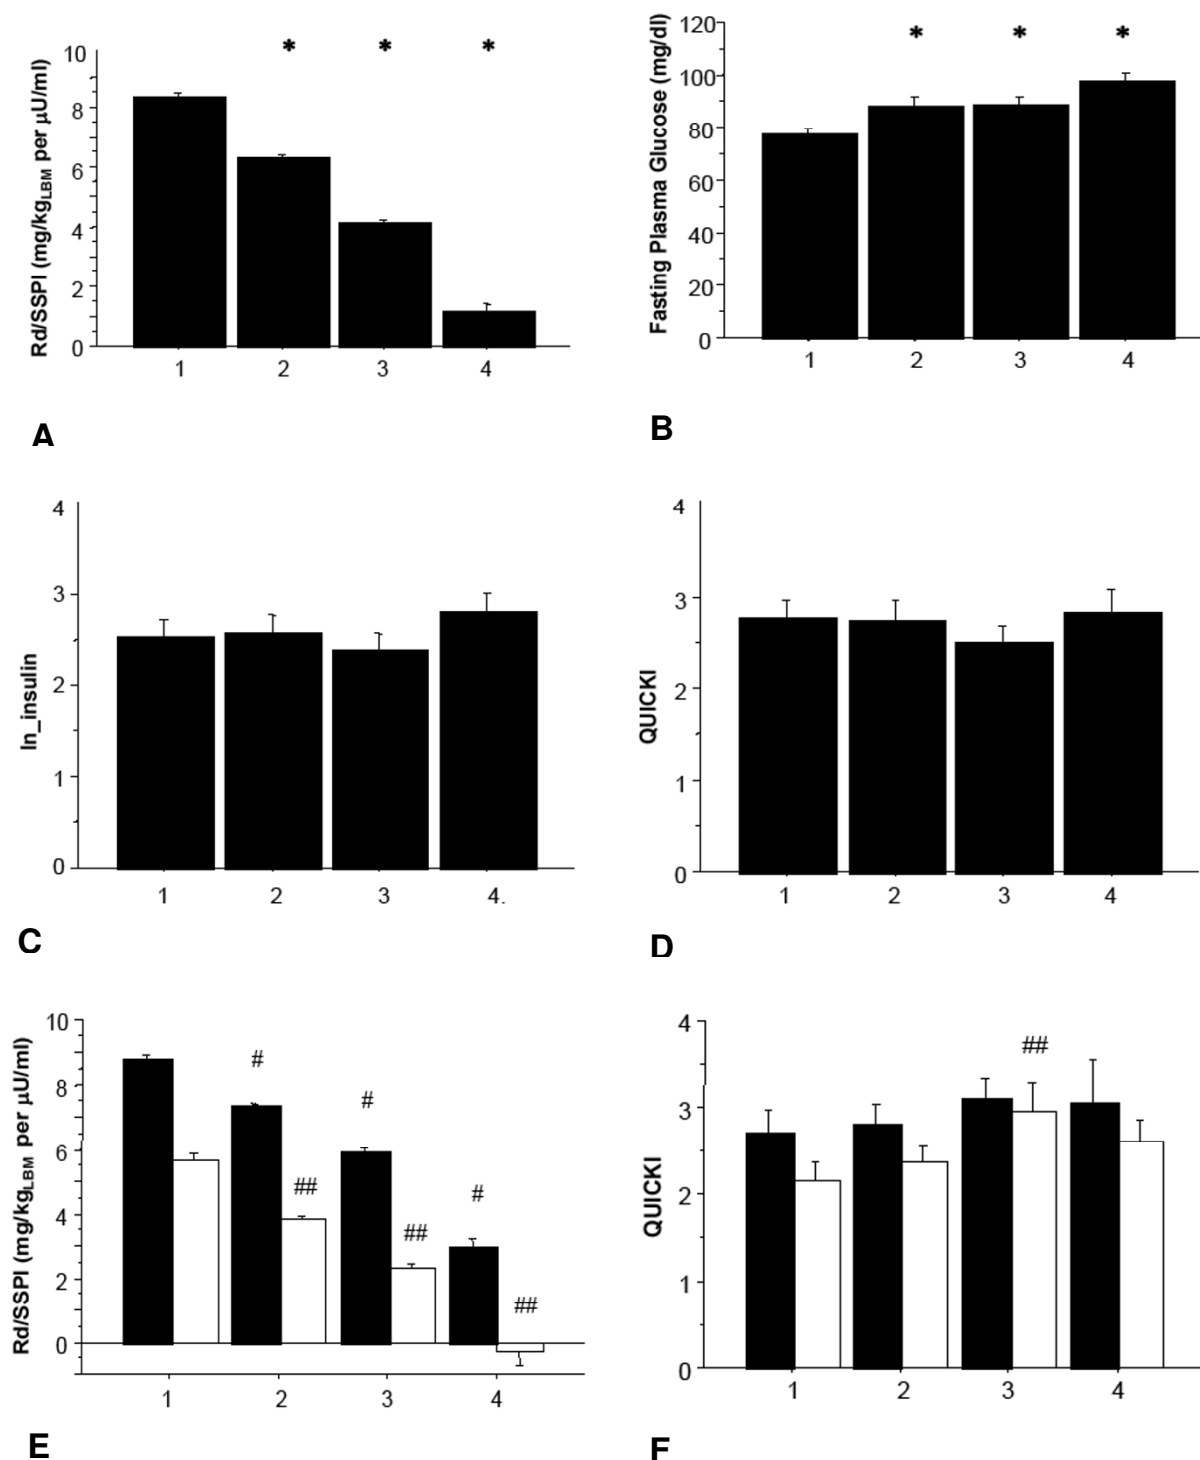 Rd/SSPI (mg/kgLBM per μU/ml)
10
8
6
4
2
0
* * *
1 2 3 4
A
Fasting Plasma Glucose (mg/dl)
120
100
80
60
40
20
0
* * *
1 2 3 4
B
ln_insulin
4
3
2
1
0
1 2 3 4.
C
QUICKI
4
3
2
1
0
1 2 3 4
D
Rd/SSPI (mg/kgLBM per μU/ml)
10
8
6
4
2
0
# # #
## ## ##
1 2 3 4
E
QUICKI
4
3
2
1
0
##
1 2 3 4
F